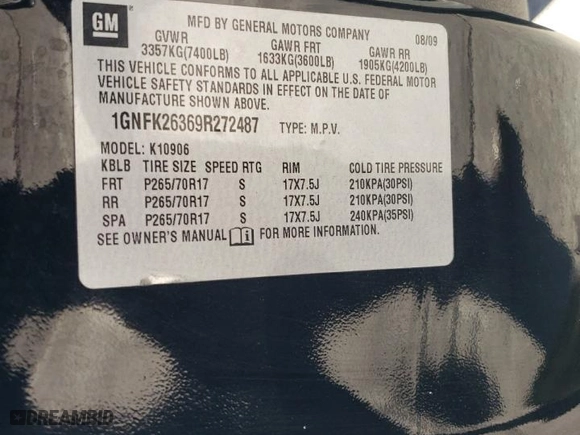 GM
MFD BY GENERAL MOTORS COMPANY 08/09
GVWR GAWR FRT GAWR RR
3357KG(7400LB) 1633KG(3600LB) 1905KG(4200LB)
THIS VEHICLE CONFORMS TO ALL APPLICABLE U.S. FEDERAL MOTOR
VEHICLE SAFETY STANDARDS IN EFFECT ON THE DATE OF
MANUFACTURE SHOWN ABOVE.
1GNFK26369R272487 TYPE: M.P.V.
MODEL: K10906
KBLB TIRE SIZE SPEED RTG RIM COLD TIRE PRESSURE
FRT P265/70R17 S 17X7.5J 210KPA(30PSI)
RR P265/70R17 S 17X7.5J 210KPA(30PSI)
SPA P265/70R17 S 17X7.5J 240KPA(35PSI)
SEE OWNER'S MANUAL FOR MORE INFORMATION.
DREAMBID